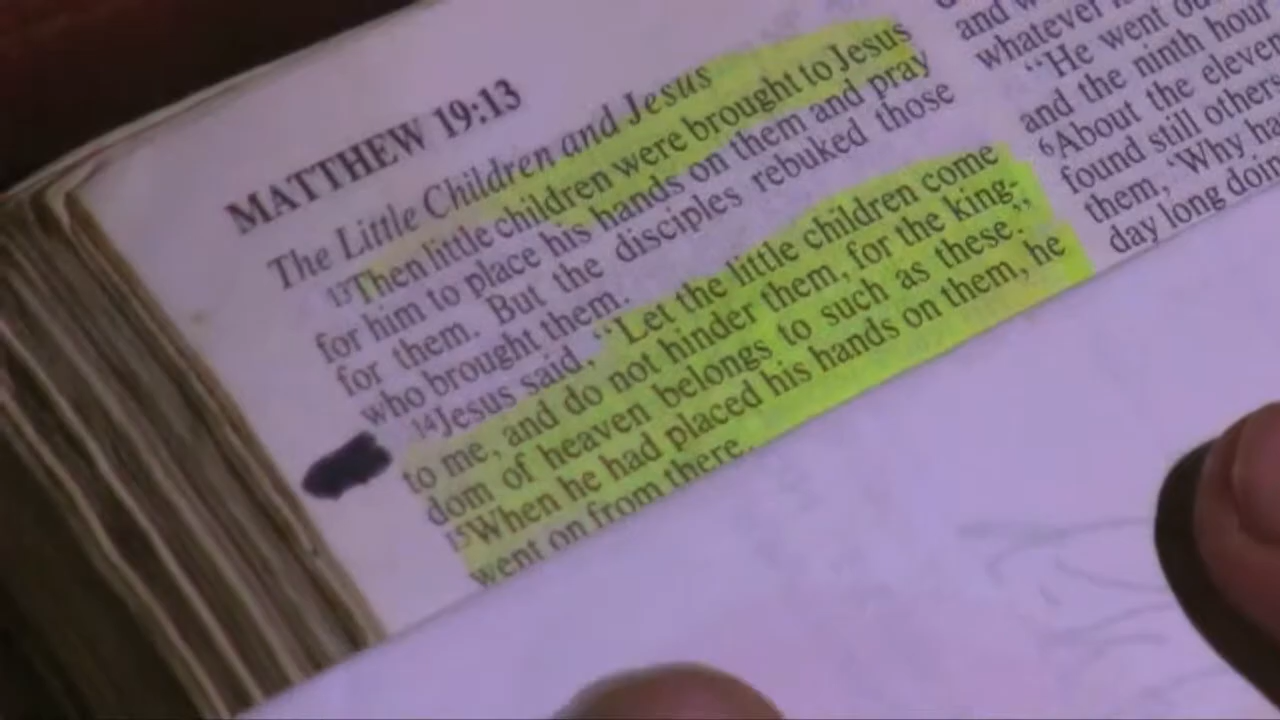 MATTHEW 19:13
The Little Children and Jesus
13Then little children were brought to Jesus
for him to place his hands on them and pray
for them. But the disciples rebuked those
who brought them.
14Jesus said, “Let the little children come
to me, and do not hinder them, for the king-
dom of heaven belongs to such as these.”
15When he had placed his hands on them, he
went on from there.
and
whatever
“He went
and the ninth hour
6About the
found still others
them, ‘Why
day long